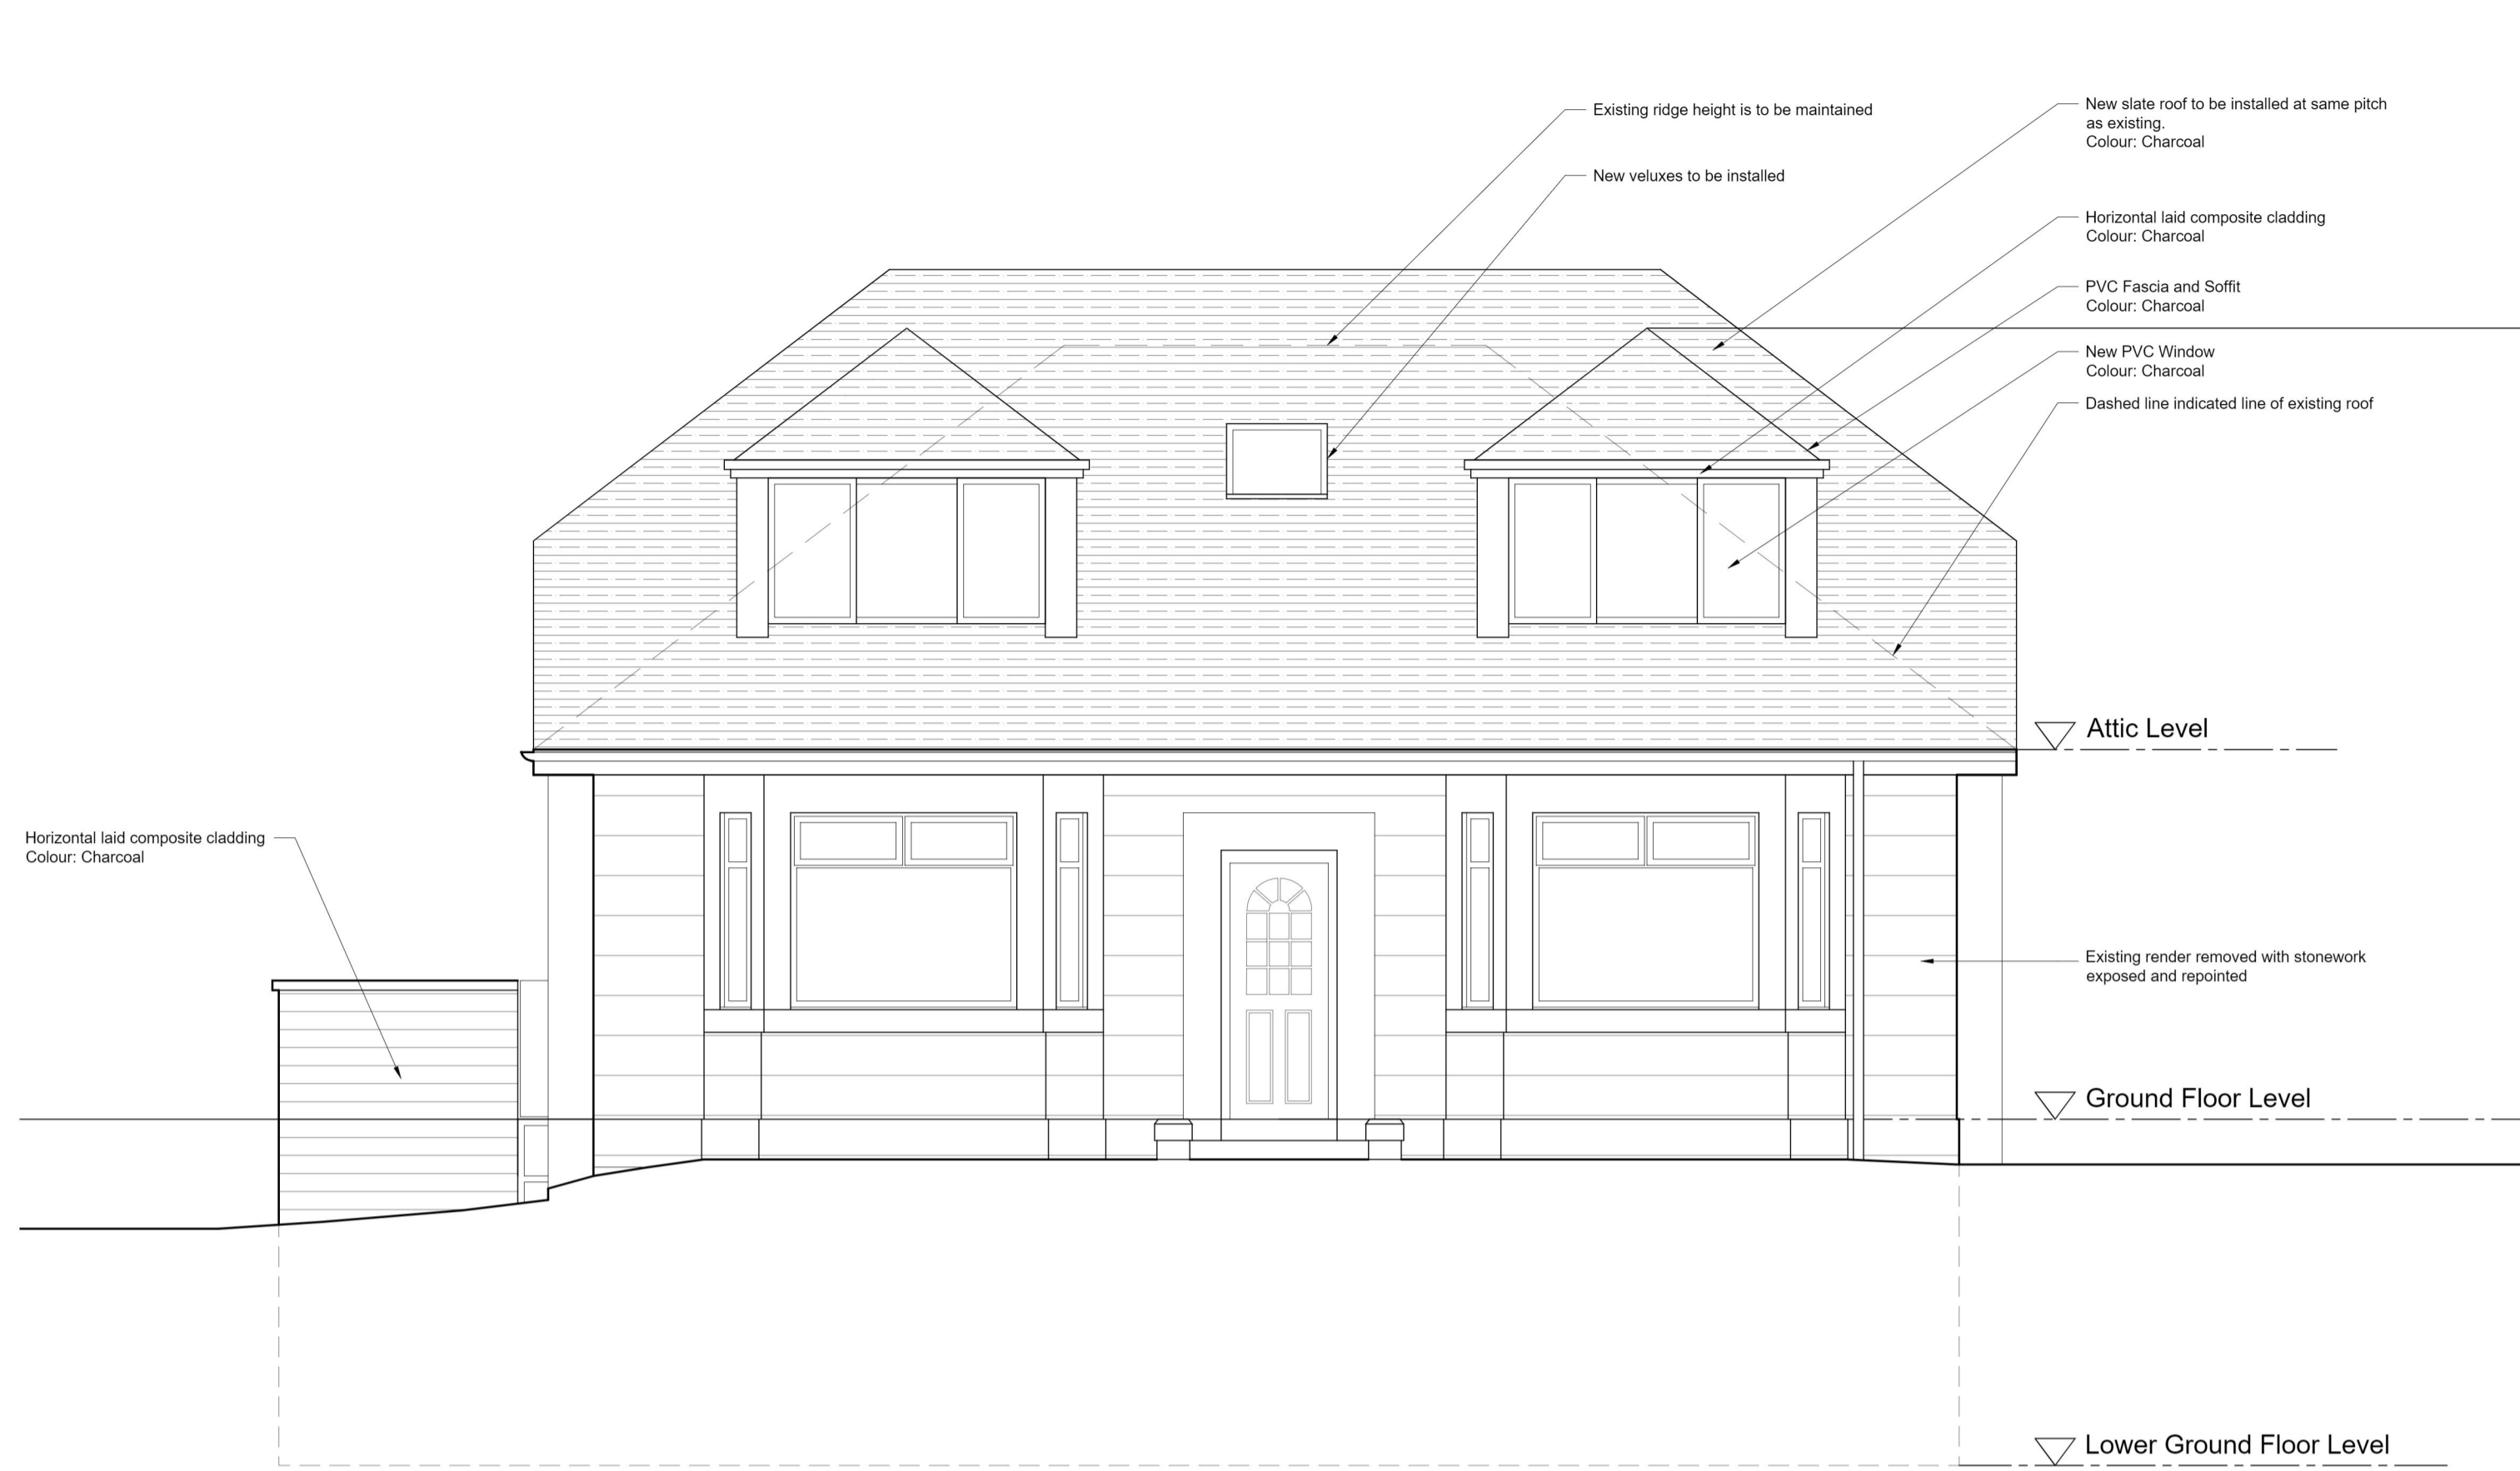 Existing ridge height is to be maintained
New veluxes to be installed
New slate roof to be installed at same pitch
as existing.
Colour: Charcoal
Horizontal laid composite cladding
Colour: Charcoal
PVC Fascia and Soffit
Colour: Charcoal
New PVC Window
Colour: Charcoal
Dashed line indicated line of existing roof
Attic Level
Horizontal laid composite cladding
Colour: Charcoal
Existing render removed with stonework
exposed and repointed
Ground Floor Level
Lower Ground Floor Level